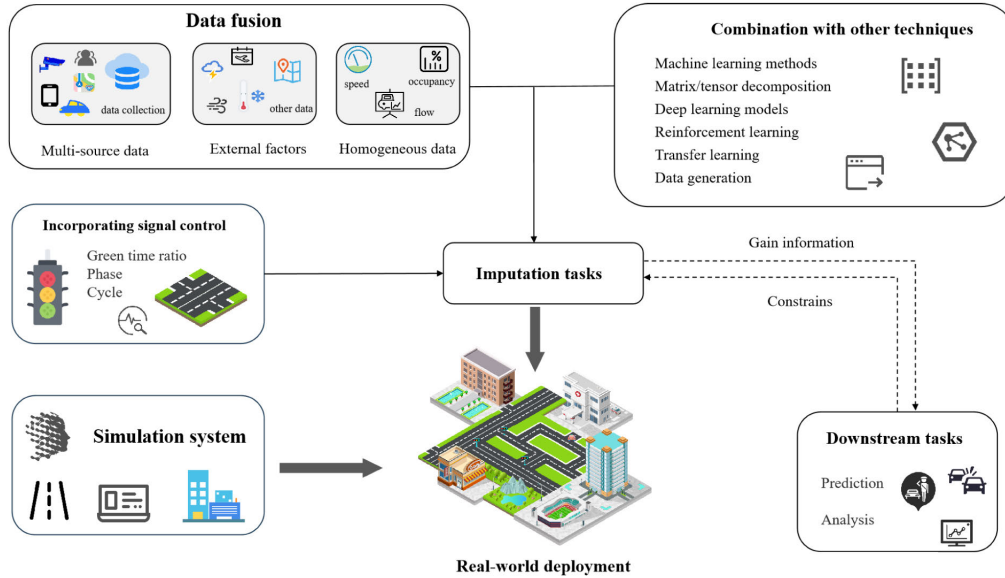 Data fusion
data collection
Multi-source data
other data
External factors
speed
%
occupancy
flow
Homogeneous data
Combination with other techniques
Machine learning methods
Matrix/tensor decomposition
Deep learning models
Reinforcement learning
Transfer learning
Data generation
Incorporating signal control
Green time ratio
Phase
Cycle
Imputation tasks
Gain information
Constrains
Simulation system
Real-world deployment
Downstream tasks
Prediction
Analysis